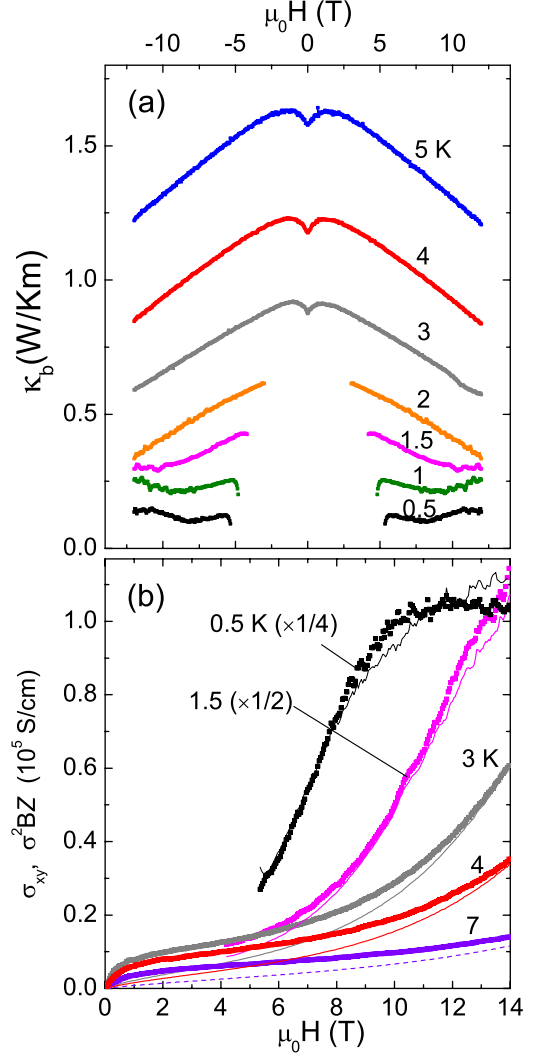 μ₀H (T)
-10 -5 0 5 10
(a)
1.5
1.0
0.5
0.0
κb(W/Km)
5 K
4
3
2
1.5
1
0.5
(b)
1.0
0.8
0.6
0.4
0.2
0.0
σxy, σ²BZ (10⁵ S/cm)
0.5 K (×1/4)
1.5 (×1/2)
3 K
4
7
0 2 4 6 8 10 12 14
μ₀H (T)